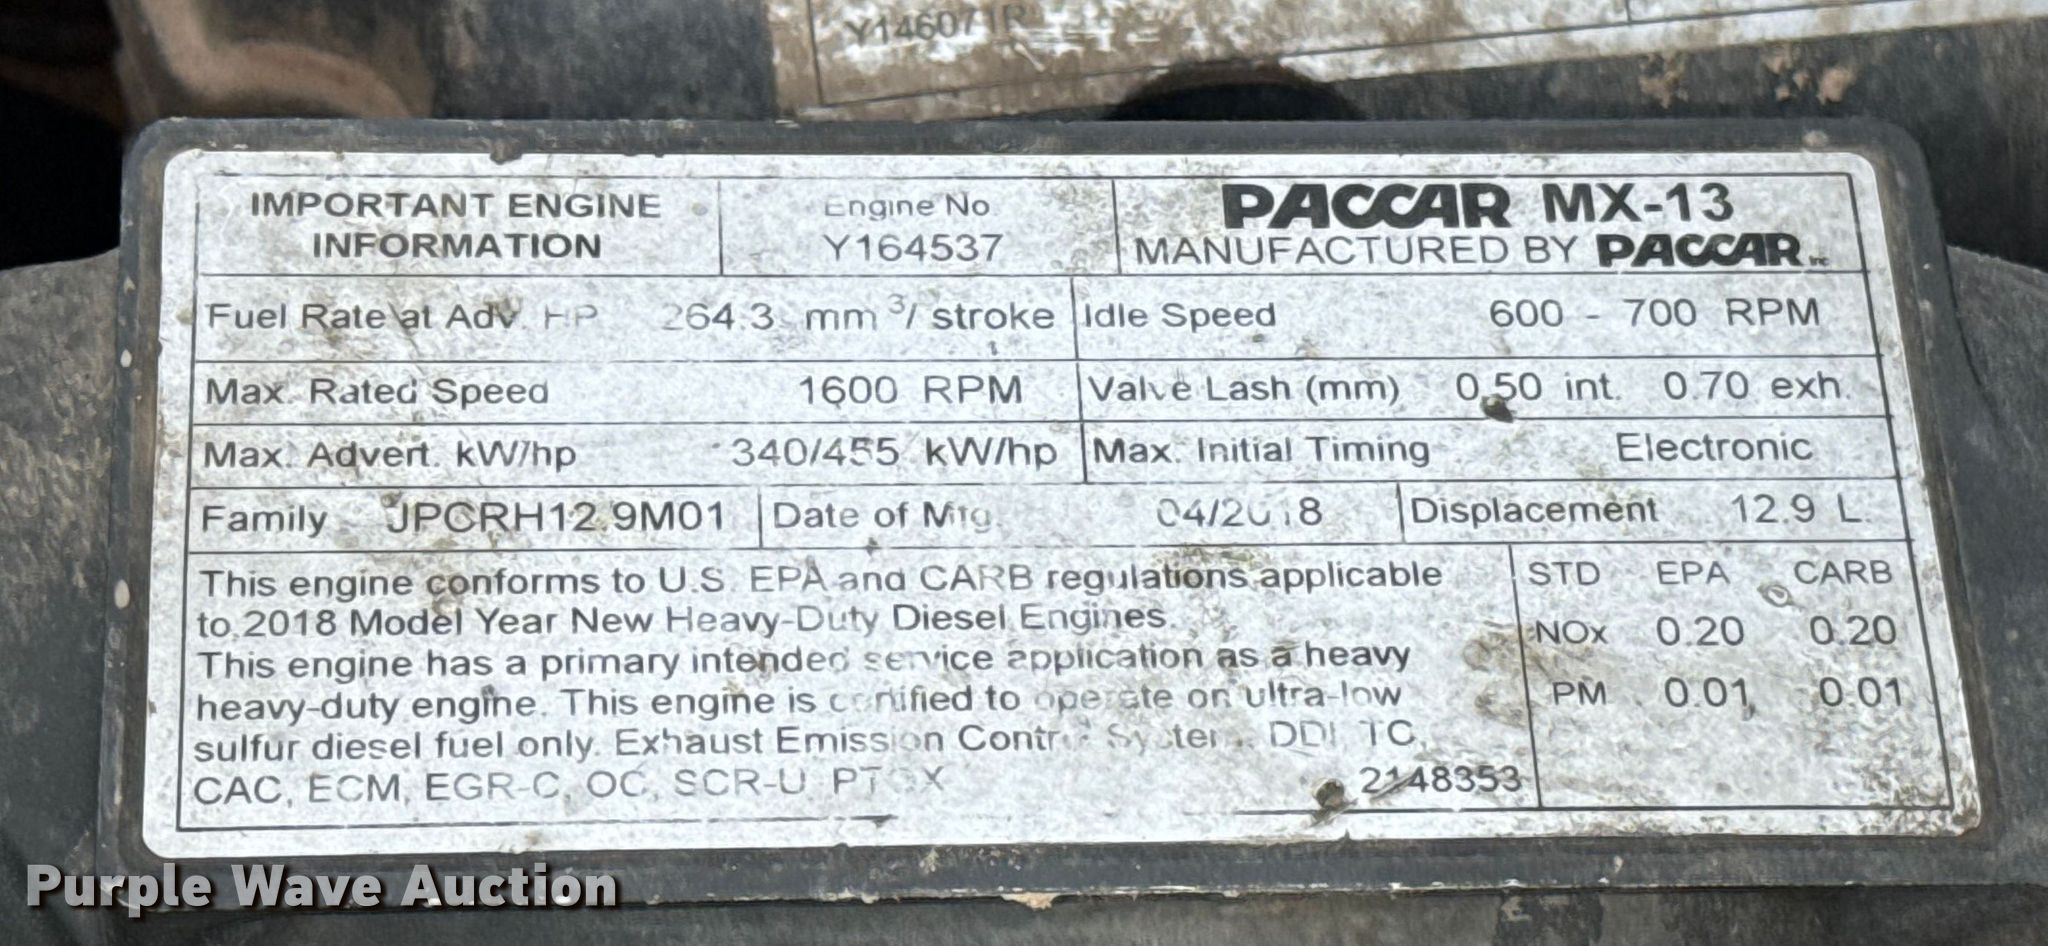 Y146071R
IMPORTANT ENGINE
INFORMATION
Engine No.
Y164537
PACCAR MX-13
MANUFACTURED BY PACCAR Inc
Fuel Rate at Adv. HP 264.3 mm³/ stroke
Idle Speed 600 - 700 RPM
Max. Rated Speed 1600 RPM
Valve Lash (mm) 0.50 int. 0.70 exh.
Max. Advert. kW/hp 340/455 kW/hp
Max. Initial Timing Electronic
Family JPCRH12.9M01
Date of Mfg. 04/2018
Displacement 12.9 L.
This engine conforms to U.S. EPA and CARB regulations applicable
to 2018 Model Year New Heavy-Duty Diesel Engines.
This engine has a primary intended service application as a heavy
heavy-duty engine. This engine is certified to operate on ultra-low
sulfur diesel fuel only. Exhaust Emission Control System: DDI, TC,
CAC, ECM, EGR-C, OC, SCR-U, PTOX
2148353
STD EPA CARB
NOx 0.20 0.20
PM 0.01 0.01
Purple Wave Auction